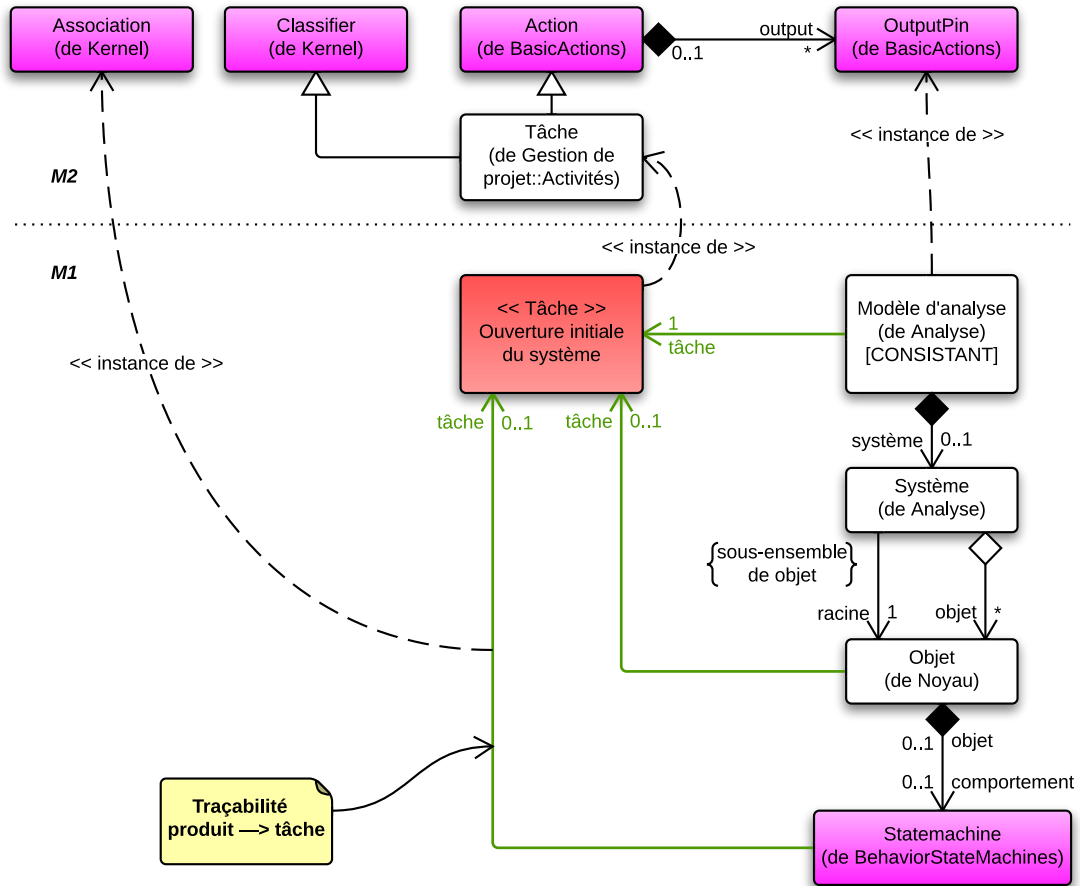 Association
(de Kernel)
Classifier
(de Kernel)
Action
(de BasicActions)
output
0..1
*
OutputPin
(de BasicActions)
Tâche
(de Gestion de
projet::Activités)
<< instance de >>
M2
<< instance de >>
M1
<< Tâche >>
Ouverture initiale
du système
1
tâche
Modèle d'analyse
(de Analyse)
[CONSISTANT]
<< instance de >>
tâche
0..1
tâche
0..1
système
0..1
Système
(de Analyse)
{sous-ensemble
de objet}
racine
1
objet
*
Objet
(de Noyau)
0..1
objet
0..1
comportement
Traçabilité
produit —> tâche
Statemachine
(de BehaviorStateMachines)